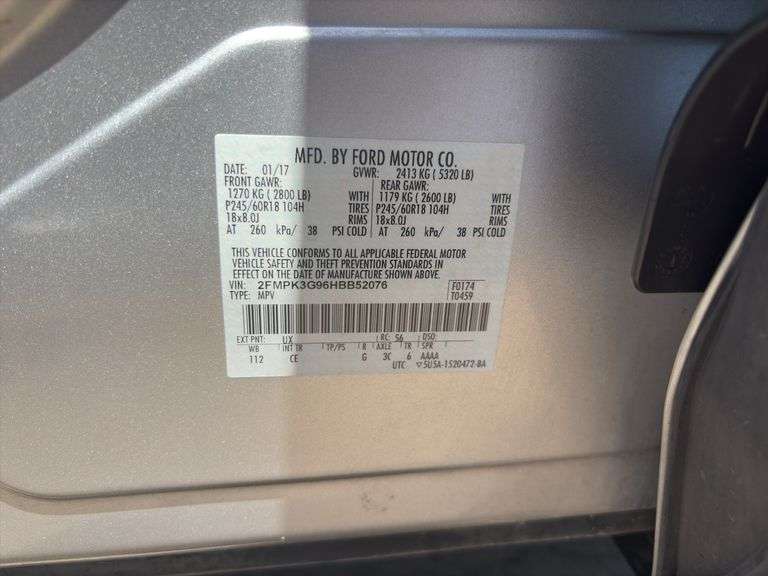 MFD. BY FORD MOTOR CO.
DATE: 01/17 GVWR: 2413 KG ( 5320 LB)
FRONT GAWR: REAR GAWR:
1270 KG ( 2800 LB) WITH 1179 KG ( 2600 LB) WITH
P245/60R18 104H TIRES P245/60R18 104H TIRES
18x8.0J RIMS 18x8.0J RIMS
AT 260 kPa/ 38 PSI COLD AT 260 kPa/ 38 PSI COLD
THIS VEHICLE CONFORMS TO ALL APPLICABLE FEDERAL MOTOR
VEHICLE SAFETY AND THEFT PREVENTION STANDARDS IN
EFFECT ON THE DATE OF MANUFACTURE SHOWN ABOVE.
VIN: 2FMPK3G96HBB52076 F0174
TYPE: MPV T0459
EXT PNT: UX RC: 56 DSO:
WB INT TR TP/PS R AXLE TR SPR
112 CE G 3C 6 AAAA
UTC ▽5U5A-1520472-BA